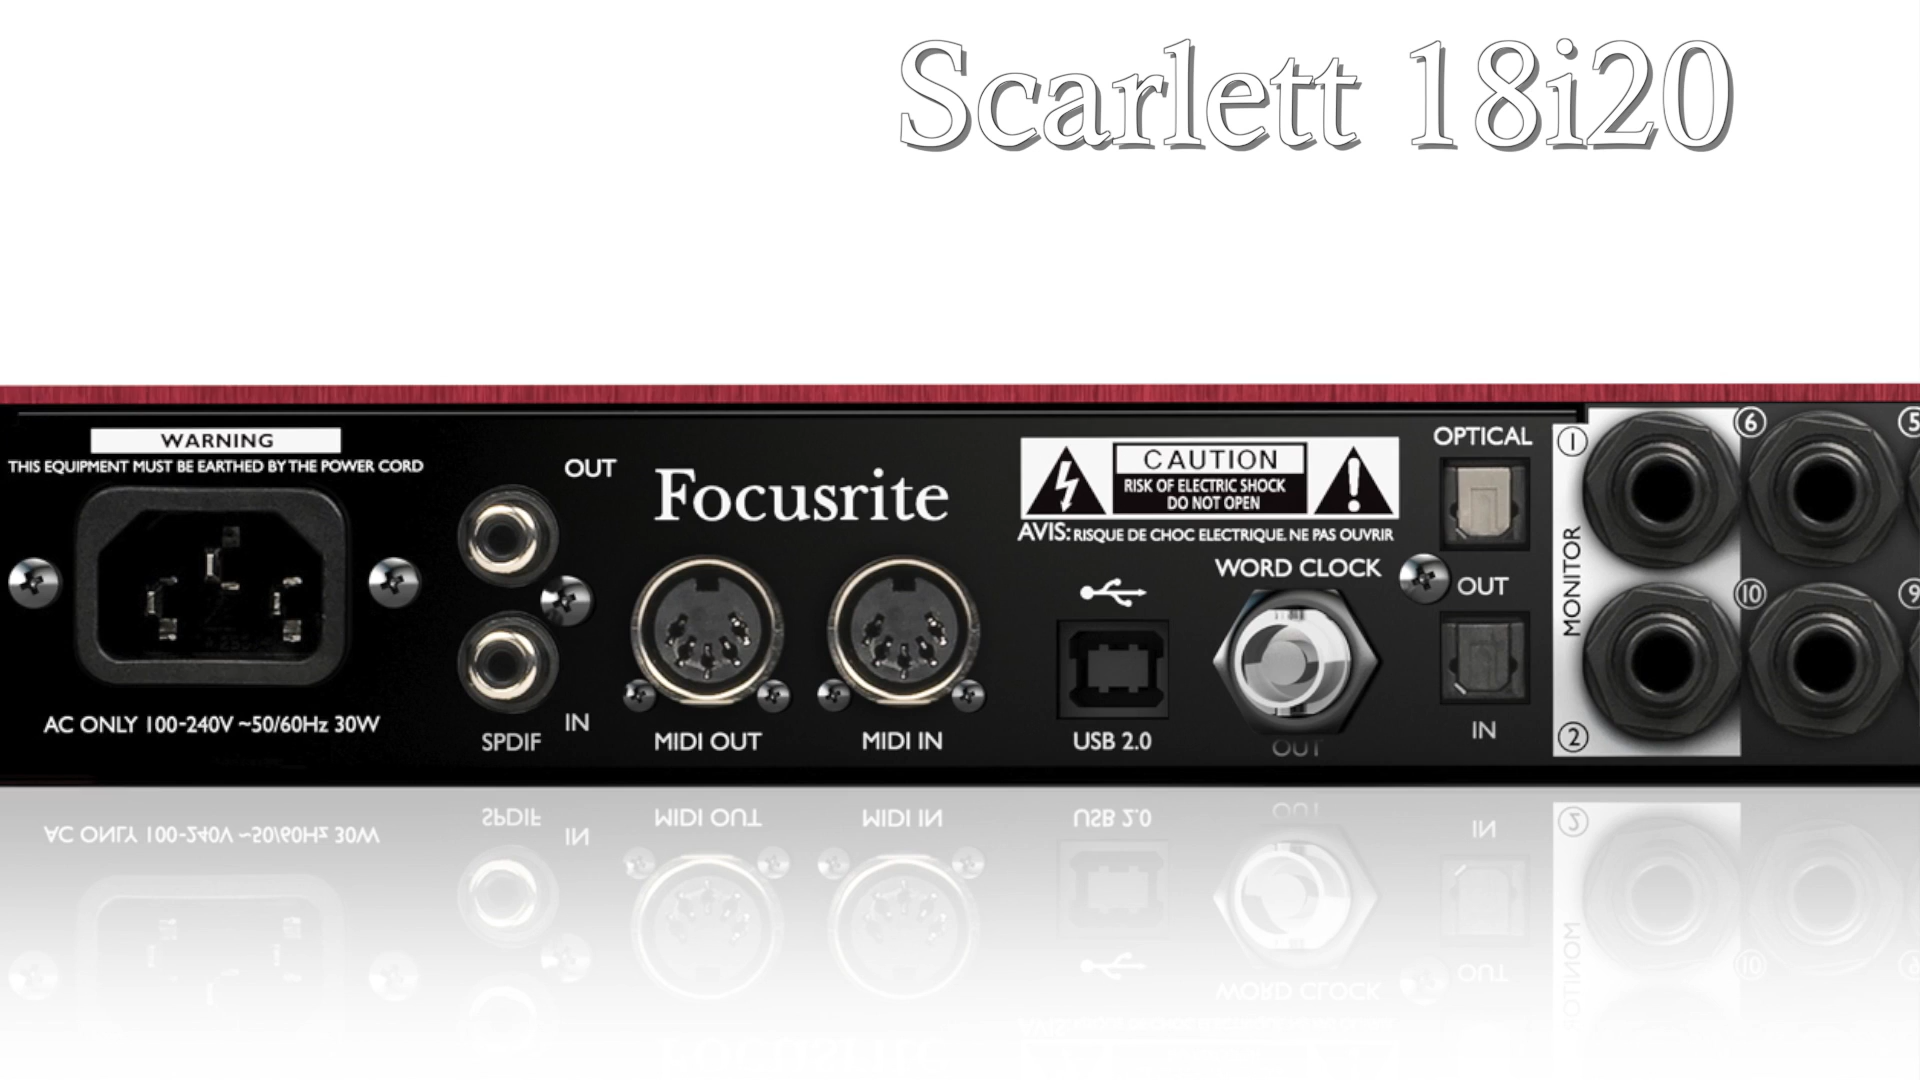 Scarlett 18i20
WARNING
THIS EQUIPMENT MUST BE EARTHED BY THE POWER CORD
AC ONLY 100-240V ~50/60Hz 30W
OUT
SPDIF
IN
Focusrite
MIDI OUT
MIDI IN
CAUTION
RISK OF ELECTRIC SHOCK
DO NOT OPEN
AVIS: RISQUE DE CHOC ELECTRIQUE. NE PAS OUVRIR
USB 2.0
WORD CLOCK
OUT
OPTICAL
OUT
IN
1
MONITOR
2
6
10
5
9